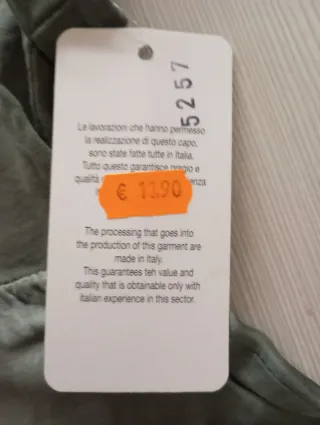 5257
Le lavorazioni che hanno permesso
la realizzazione di questo capo,
sono state fatte tutte in Italia.
Tutto questo garantisce pregio e
qualità
€ 13.90
The processing that goes into
the production of this garment are
made in Italy.
This guarantees teh value and
quality that is obtainable only with
italian experience in this sector.